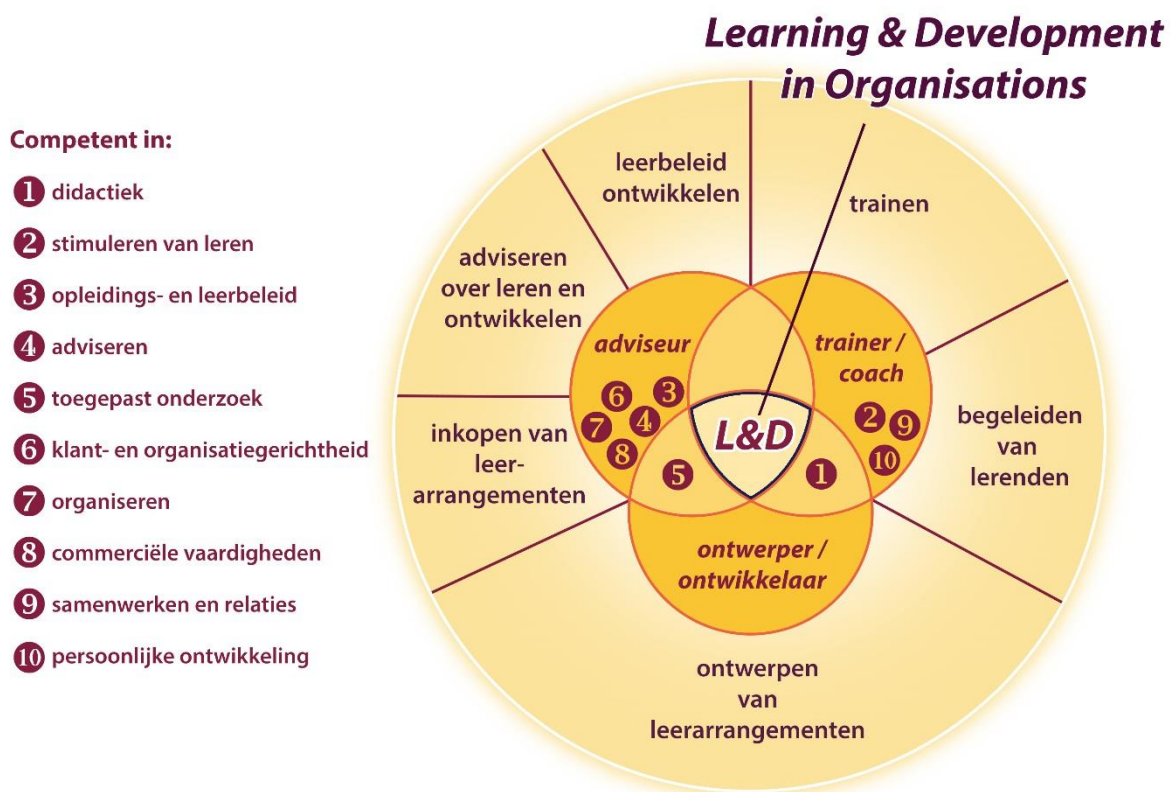 Learning & Development
in Organisations
Competent in:
1 didactiek
2 stimuleren van leren
3 opleidings- en leerbeleid
4 adviseren
5 toegepast onderzoek
6 klant- en organisatiegerichtheid
7 organiseren
8 commerciële vaardigheden
9 samenwerken en relaties
10 persoonlijke ontwikkeling
leerbeleid
ontwikkelen
trainen
adviseren
over leren en
ontwikkelen
inkopen van
leer-
arrangementen
begeleiden
van
lerenden
ontwerpen
van
leerarrangementen
adviseur
6 3
7 4
8
trainer /
coach
2 9
10
L&D
5
1
ontwerper /
ontwikkelaar